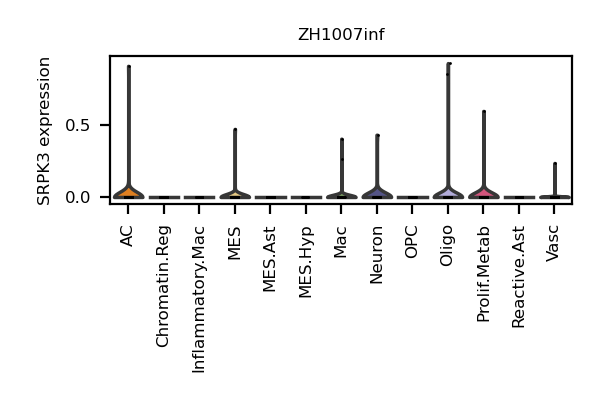 ZH1007inf
SRPK3 expression
0.5
0.0
AC
Chromatin.Reg
Inflammatory.Mac
MES
MES.Ast
MES.Hyp
Mac
Neuron
OPC
Oligo
Prolif.Metab
Reactive.Ast
Vasc